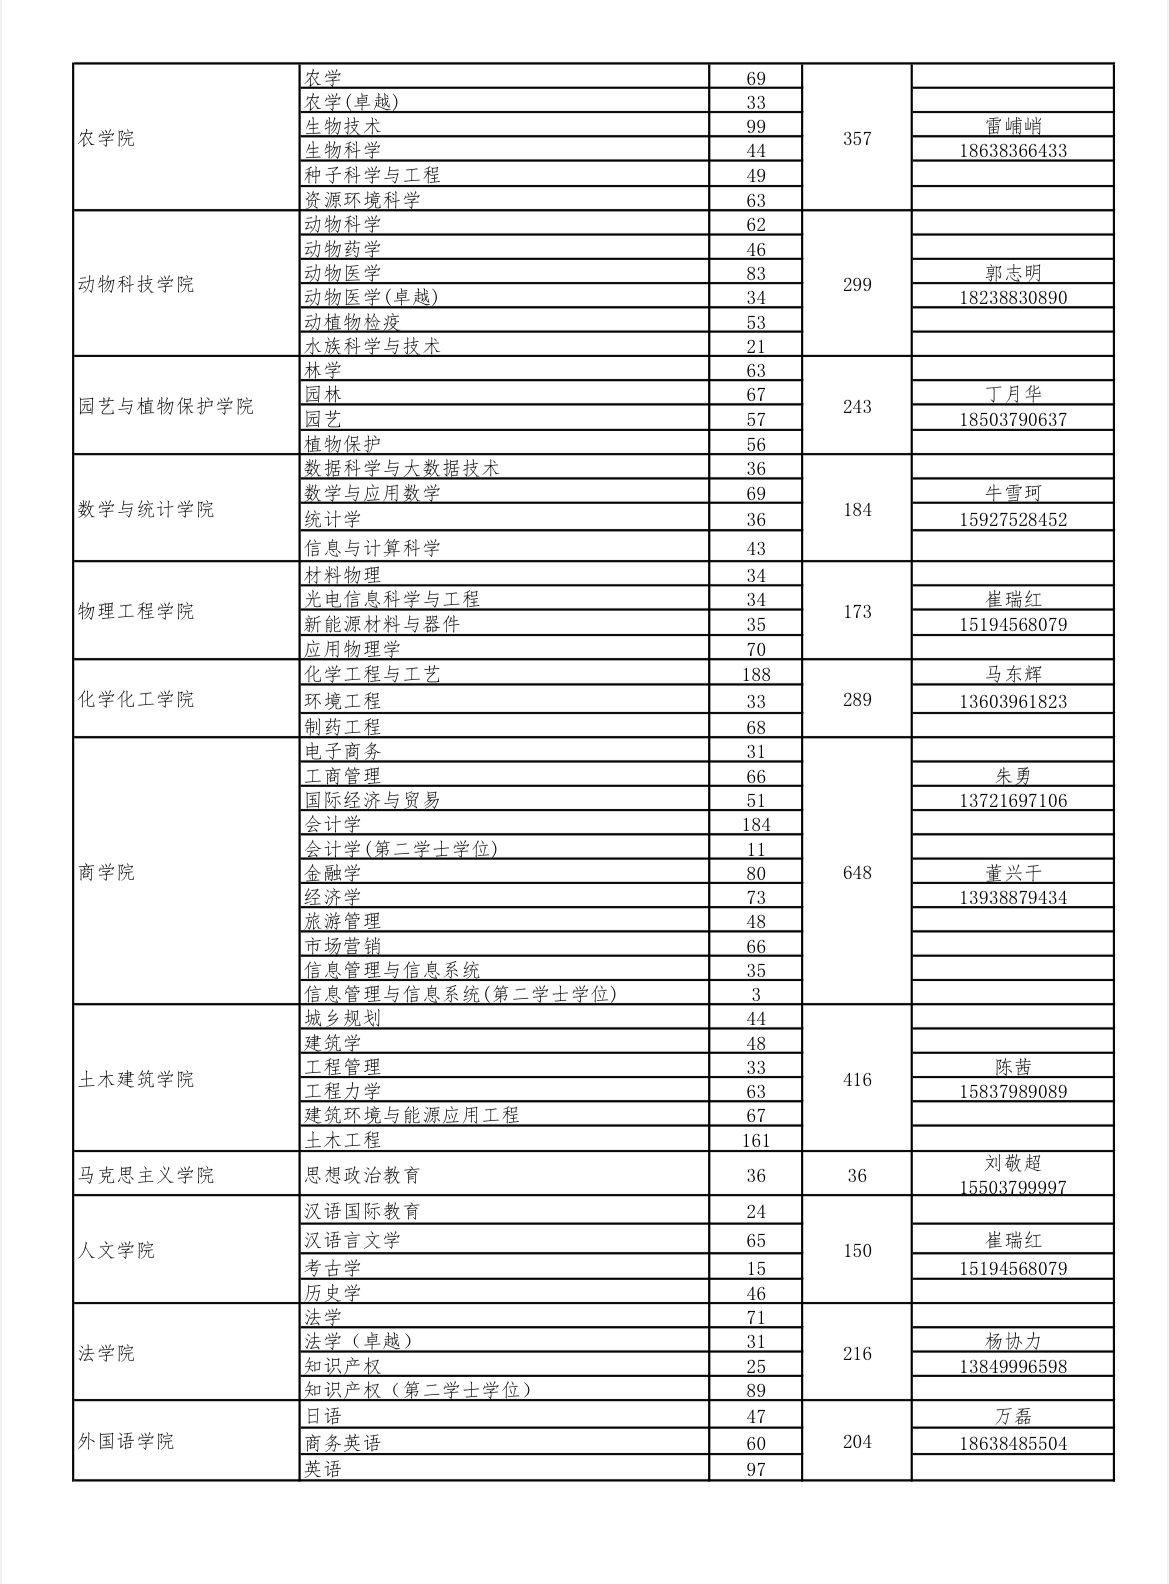 农学院 农学 69 357
农学(卓越) 33
生物技术 99 雷峬峭
生物科学 44 18638366433
种子科学与工程 49
资源环境科学 63
动物科技学院 动物科学 62 299
动物药学 46
动物医学 83 郭志明
动物医学(卓越) 34 18238830890
动植物检疫 53
水族科学与技术 21
园艺与植物保护学院 林学 63 243
园林 67 丁月华
园艺 57 18503790637
植物保护 56
数学与统计学院 数据科学与大数据技术 36 184
数学与应用数学 69 牛雪珂
统计学 36 15927528452
信息与计算科学 43
物理工程学院 材料物理 34 173
光电信息科学与工程 34 崔瑞红
新能源材料与器件 35 15194568079
应用物理学 70
化学化工学院 化学工程与工艺 188 289 马东辉
环境工程 33 13603961823
制药工程 68
商学院 电子商务 31 648
工商管理 66 朱勇
国际经济与贸易 51 13721697106
会计学 184
会计学(第二学士学位) 11
金融学 80 董兴干
经济学 73 13938879434
旅游管理 48
市场营销 66
信息管理与信息系统 35
信息管理与信息系统(第二学士学位) 3
土木建筑学院 城乡规划 44 416
建筑学 48
工程管理 33 陈茜
工程力学 63 15837989089
建筑环境与能源应用工程 67
土木工程 161
马克思主义学院 思想政治教育 36 36 刘敬超
15503799997
人文学院 汉语国际教育 24 150
汉语言文学 65 崔瑞红
考古学 15 15194568079
历史学 46
法学院 法学 71 216
法学（卓越） 31 杨协力
知识产权 25 13849996598
知识产权（第二学士学位） 89
外国语学院 日语 47 204 万磊
商务英语 60 18638485504
英语 97